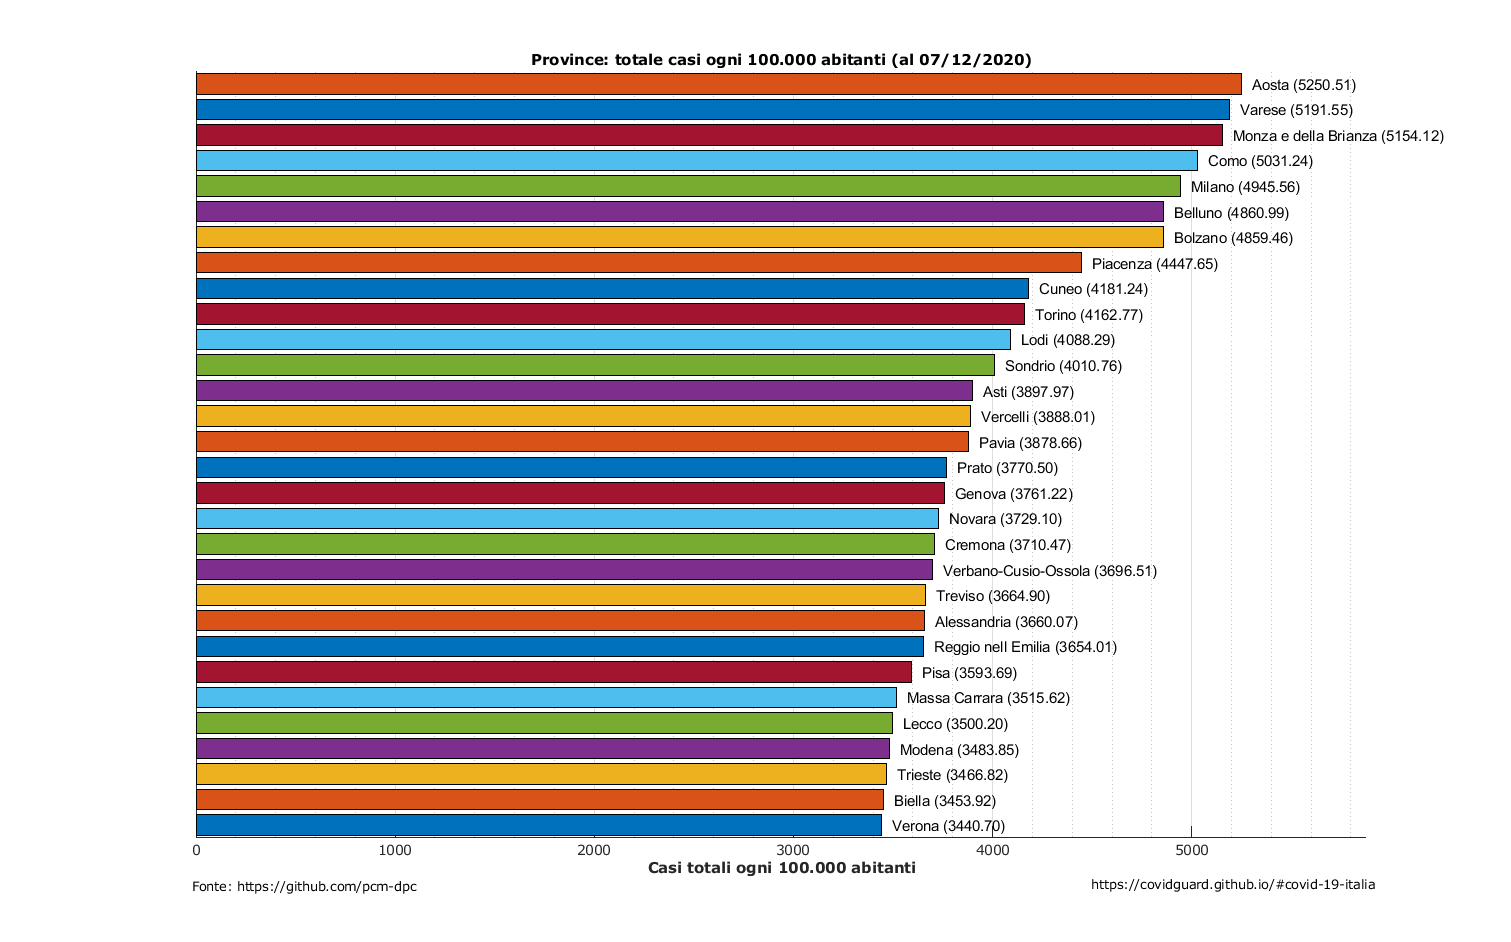 Province: totale casi ogni 100.000 abitanti (al 07/12/2020)
Aosta (5250.51)
Varese (5191.55)
Monza e della Brianza (5154.12)
Como (5031.24)
Milano (4945.56)
Belluno (4860.99)
Bolzano (4859.46)
Piacenza (4447.65)
Cuneo (4181.24)
Torino (4162.77)
Lodi (4088.29)
Sondrio (4010.76)
Asti (3897.97)
Vercelli (3888.01)
Pavia (3878.66)
Prato (3770.50)
Genova (3761.22)
Novara (3729.10)
Cremona (3710.47)
Verbano-Cusio-Ossola (3696.51)
Treviso (3664.90)
Alessandria (3660.07)
Reggio nell Emilia (3654.01)
Pisa (3593.69)
Massa Carrara (3515.62)
Lecco (3500.20)
Modena (3483.85)
Trieste (3466.82)
Biella (3453.92)
Verona (3440.70)
0 1000 2000 3000 4000 5000
Casi totali ogni 100.000 abitanti
Fonte: https://github.com/pcm-dpc
https://covidguard.github.io/#covid-19-italia